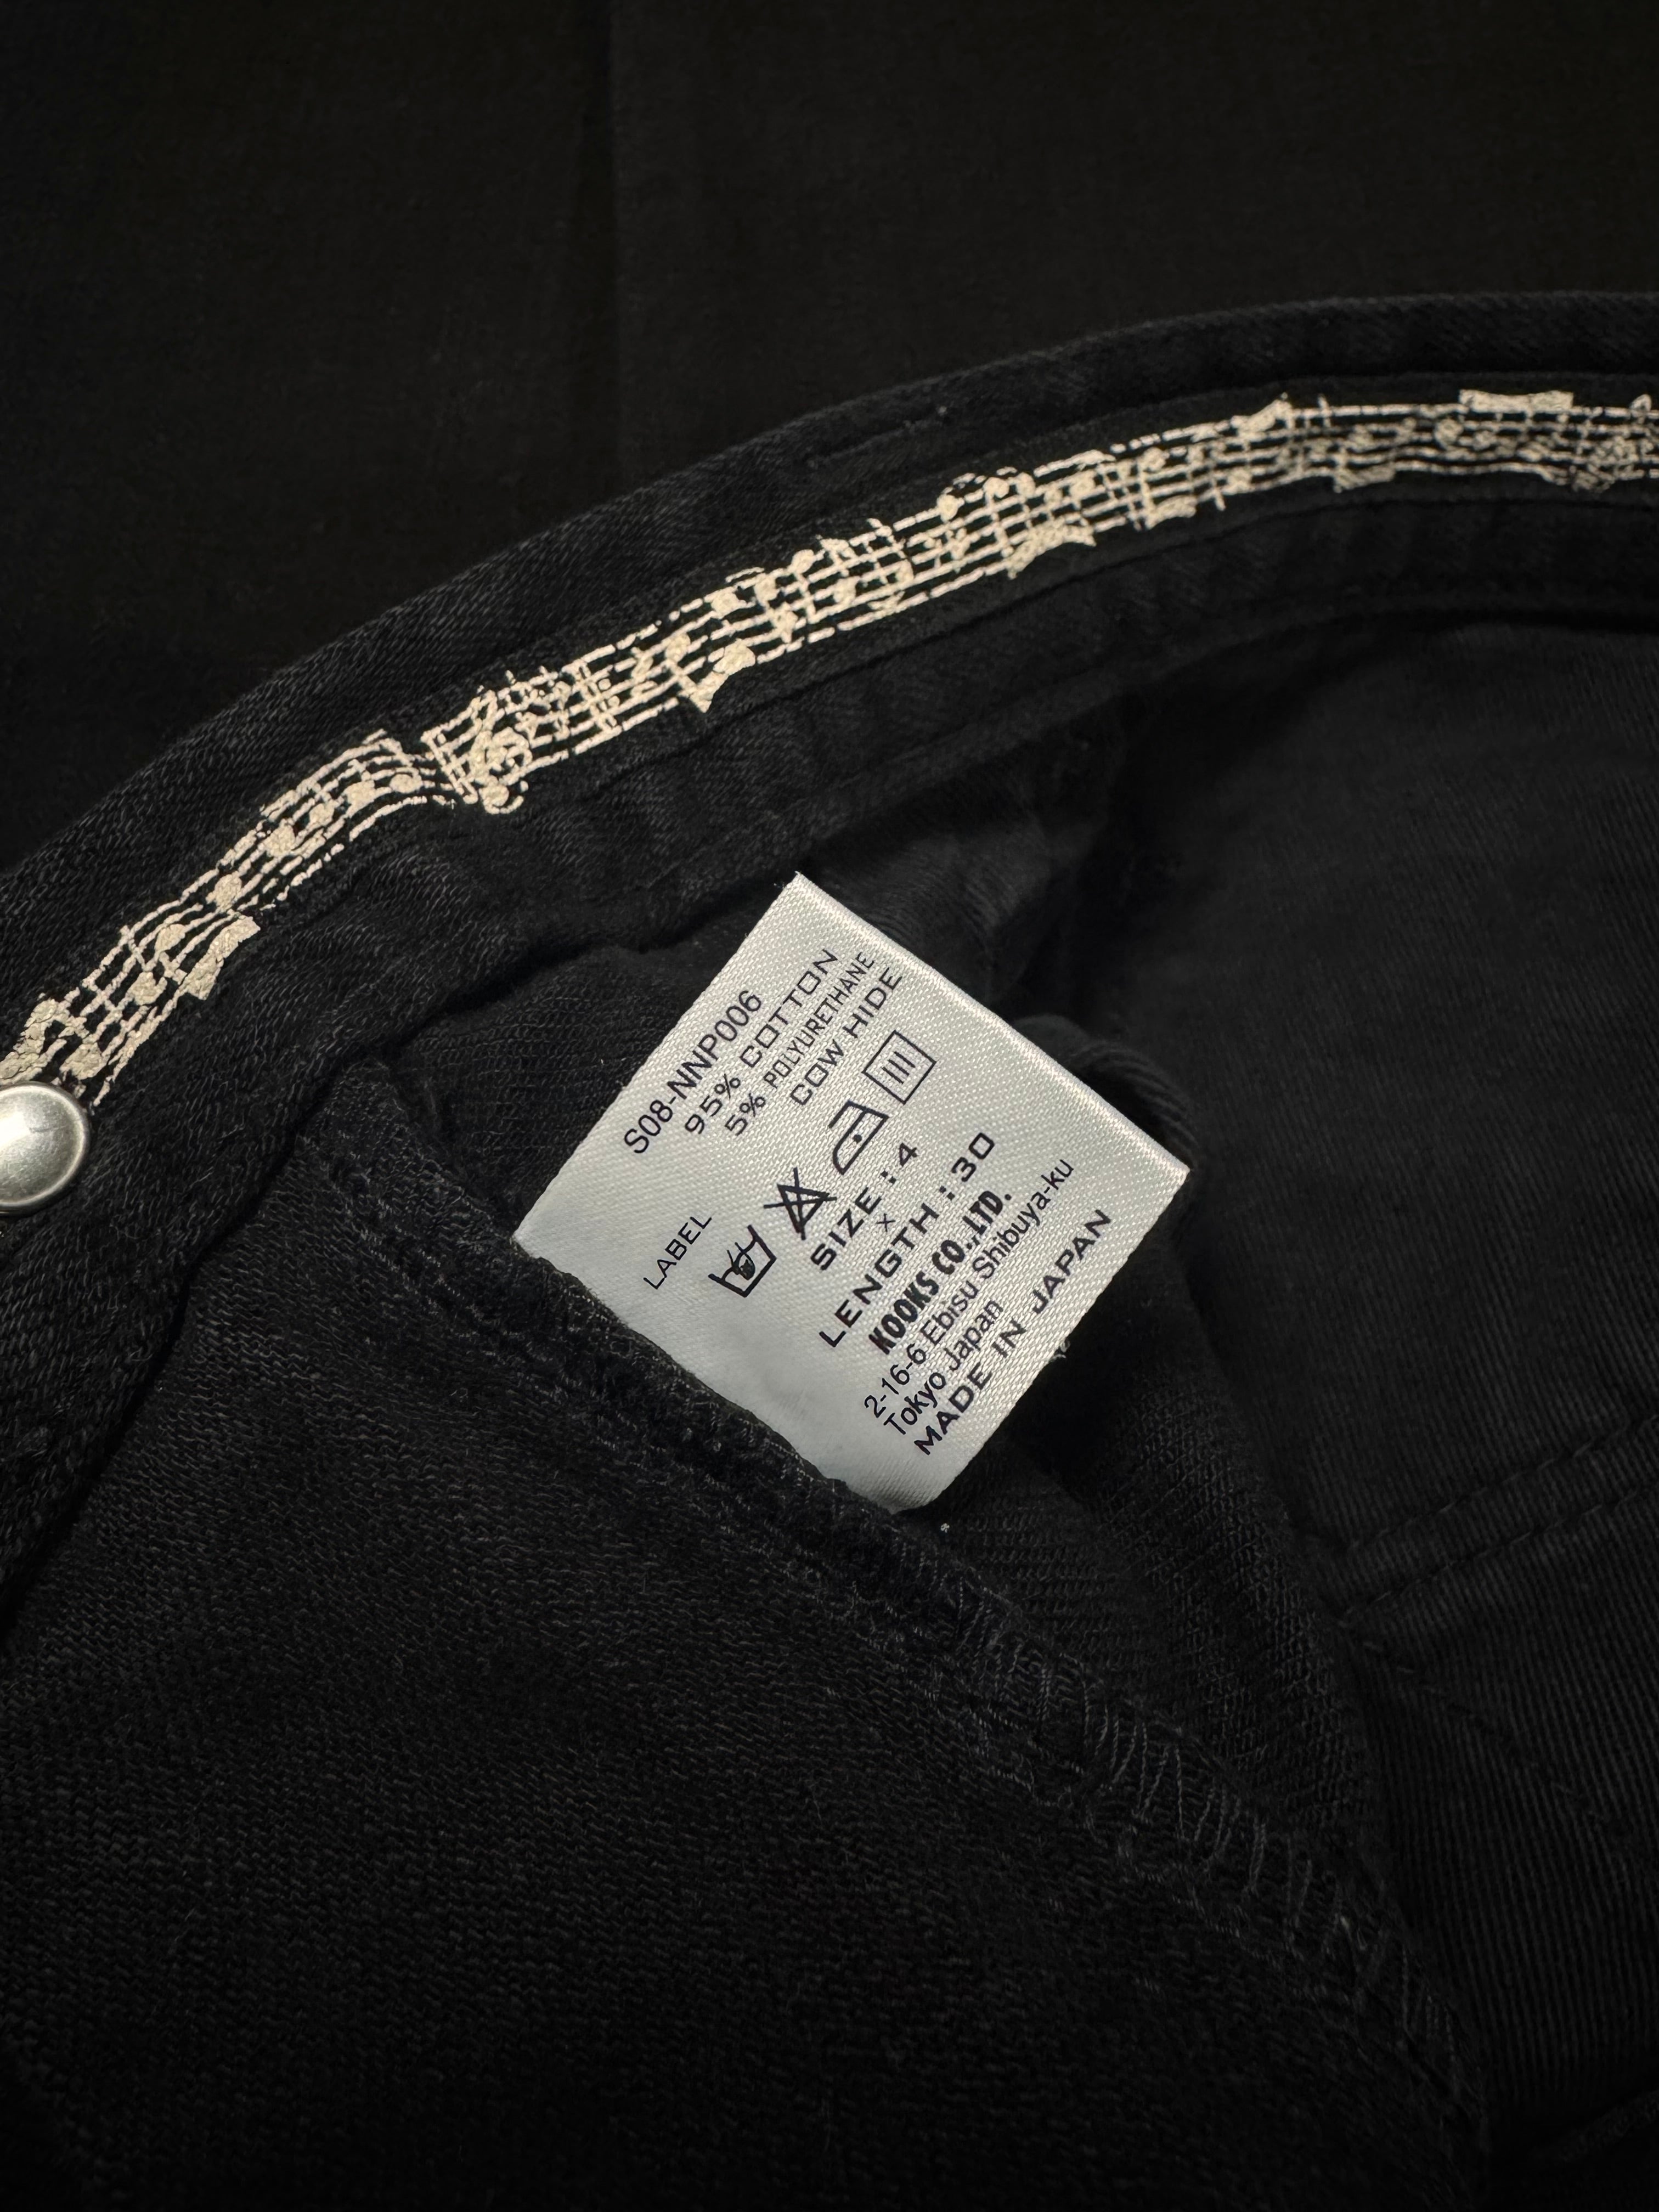 S08-NNP006
95% COTTON
5% POLYURETHANE
COW HIDE
LABEL
SIZE : 4
×
LENGTH : 30
KOOKS CO.,LTD.
2-16-6 Ebisu Shibuya-ku
Tokyo Japan
MADE IN JAPAN